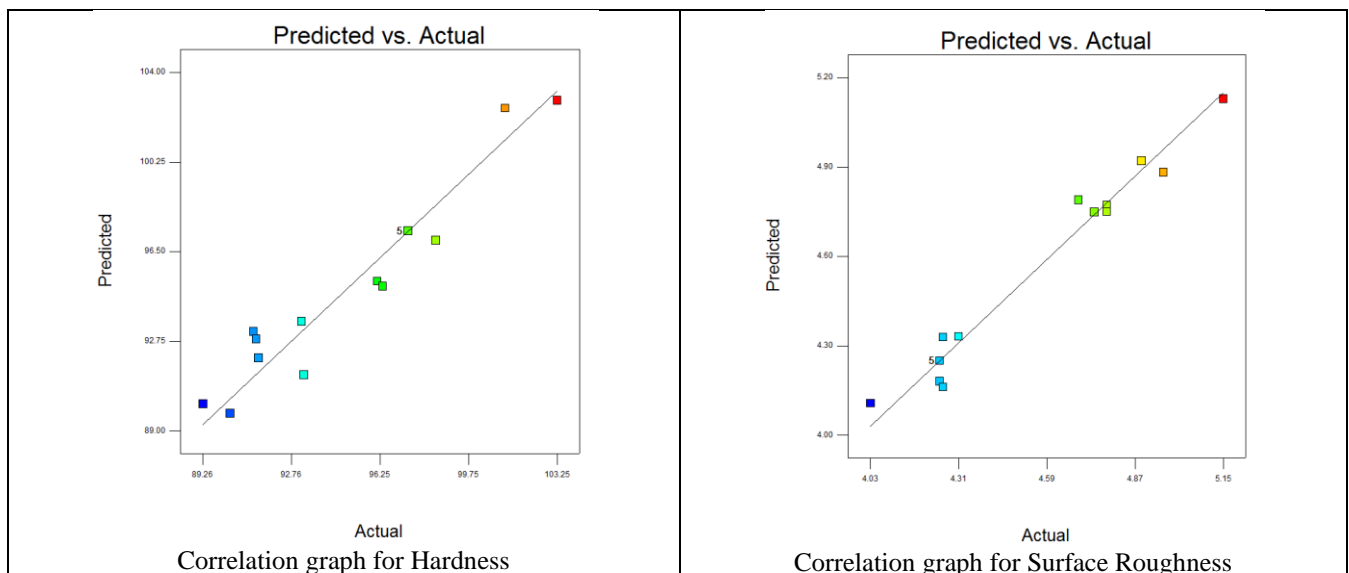 Predicted vs. Actual
104.00
100.25
96.50
92.75
89.00
Predicted
5
89.26
92.76
96.25
99.75
103.25
Actual
Correlation graph for Hardness
Predicted vs. Actual
5.20
4.90
4.60
4.30
4.00
Predicted
5
4.03
4.31
4.59
4.87
5.15
Actual
Correlation graph for Surface Roughness